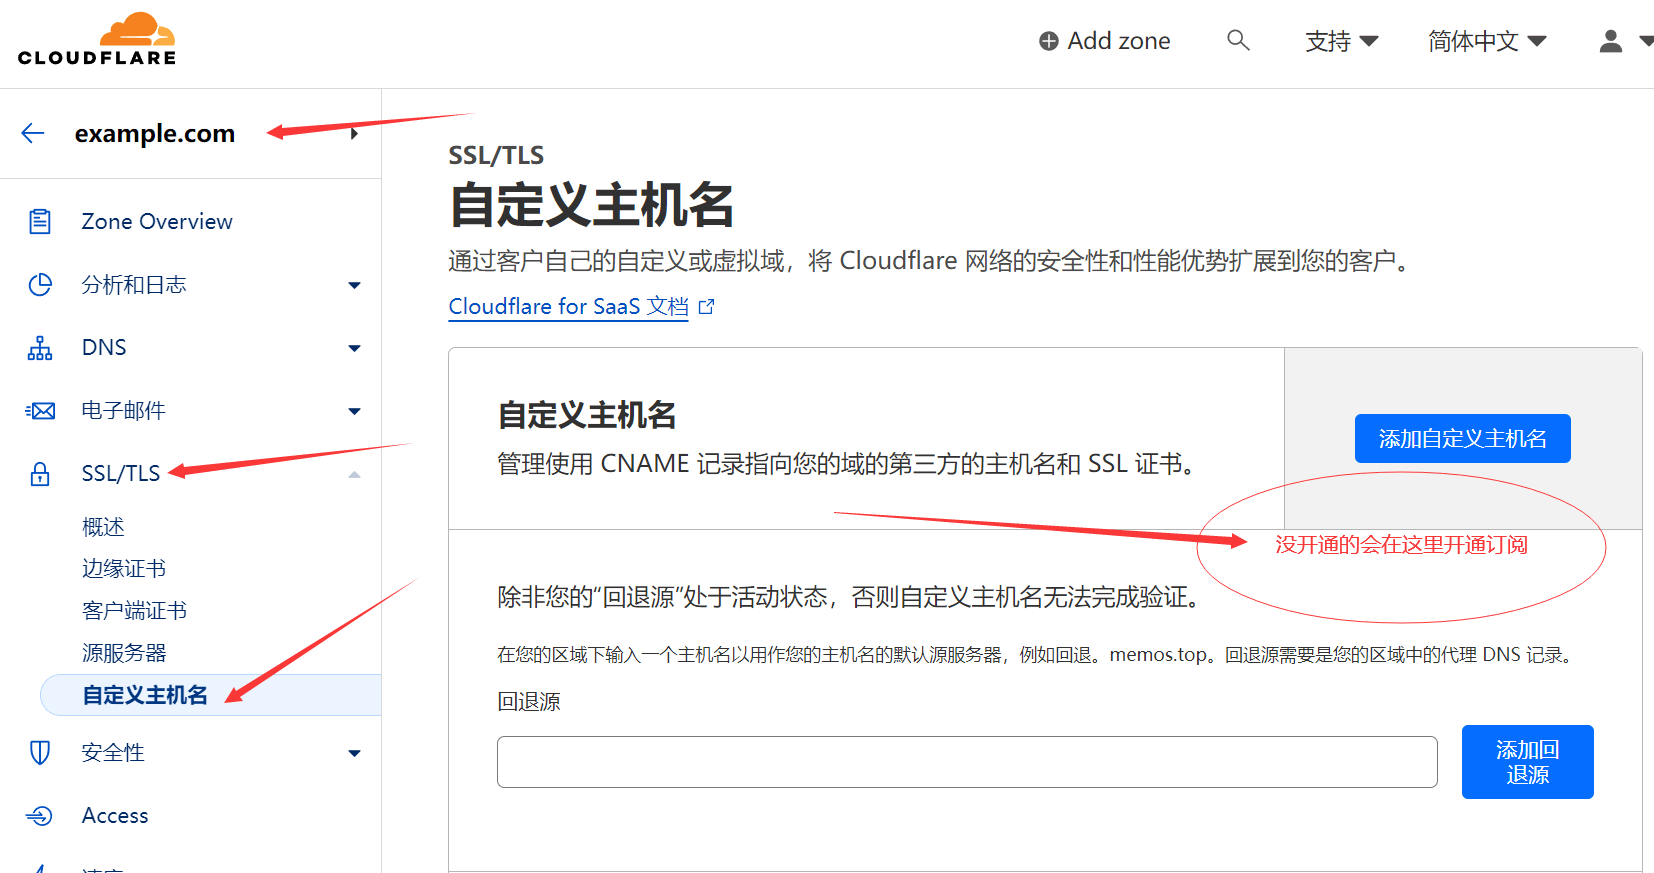 CLOUDFLARE
Add zone
支持
简体中文
example.com
Zone Overview
分析和日志
DNS
电子邮件
SSL/TLS
概述
边缘证书
客户端证书
源服务器
自定义主机名
安全性
Access
SSL/TLS
自定义主机名
通过客户自己的自定义或虚拟域，将 Cloudflare 网络的安全性和性能优势扩展到您的客户。
Cloudflare for SaaS 文档
自定义主机名
管理使用 CNAME 记录指向您的域的第三方的主机名和 SSL 证书。
添加自定义主机名
没开通的会在这里开通订阅
除非您的“回退源”处于活动状态，否则自定义主机名无法完成验证。
在您的区域下输入一个主机名以用作您的主机名的默认源服务器，例如回退。memos.top。回退源需要是您的区域中的代理 DNS 记录。
回退源
添加回
退源